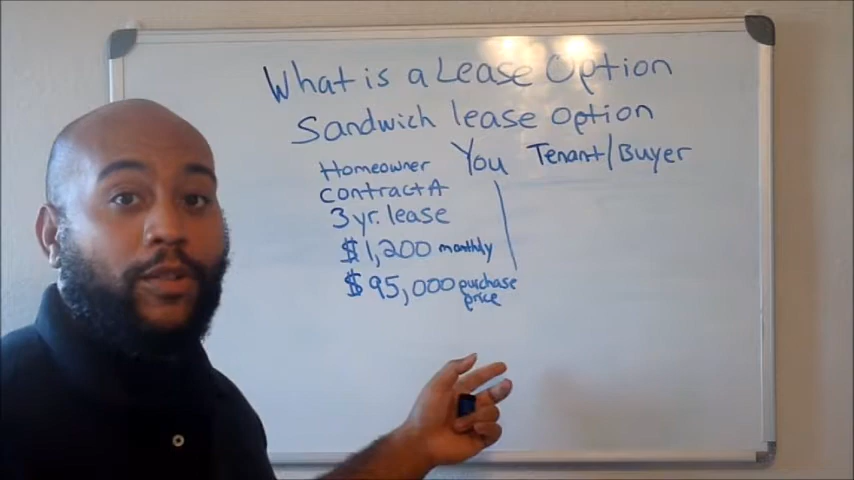 What is a Lease Option
Sandwich lease option
Homeowner You Tenant/Buyer
contract A
3 yr. lease
$1,200 monthly
$95,000 purchase price